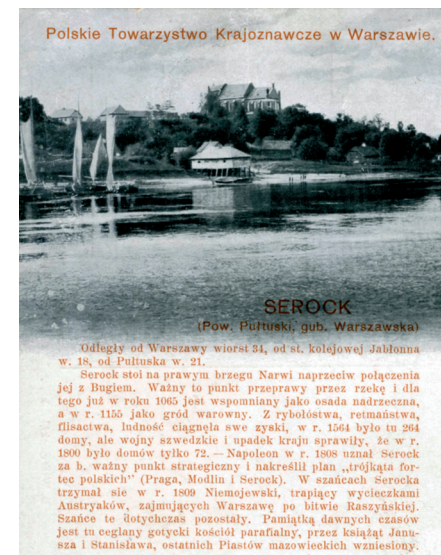 Polskie Towarzystwo Krajoznawcze w Warszawie.
SEROCK
(Pow. Pułtuski, gub. Warszawska)
Odległy od Warszawy wiorst 34, od st. kolejowej Jabłonna
w. 18, od Pułtuska w. 21.
Serock stoi na prawym brzegu Narwi naprzeciw połączenia
jej z Bugiem. Ważny to punkt przeprawy przez rzekę i dla
tego już w roku 1065 jest wspomniany jako osada nadrzeczna,
a w r. 1155 jako gród warowny. Z rybołóstwa, retmaństwa,
flisactwa, ludność ciągnęła swe zyski, w r. 1564 było tu 264
domy, ale wojny szwedzkie i upadek kraju sprawiły, że w r.
1800 było domów tylko 72. — Napoleon w r. 1808 uznał Serock
za b. ważny punkt strategiczny i nakreślił plan „trójkąta for-
tec polskich" (Praga, Modlin i Serock). W szańcach Serocka
trzymał sie w r. 1809 Niemojewski, trapiący wycieczkami
Austryaków, zajmujących Warszawę po bitwie Raszyńskiej.
Szańce te dotychczas pozostały. Pamiątką dawnych czasów
jest tu ceglany gotycki kościół parafialny, przez książąt Janu-
sza i Stanisława, ostatnich Piastów mazowieckich wzniesiony.